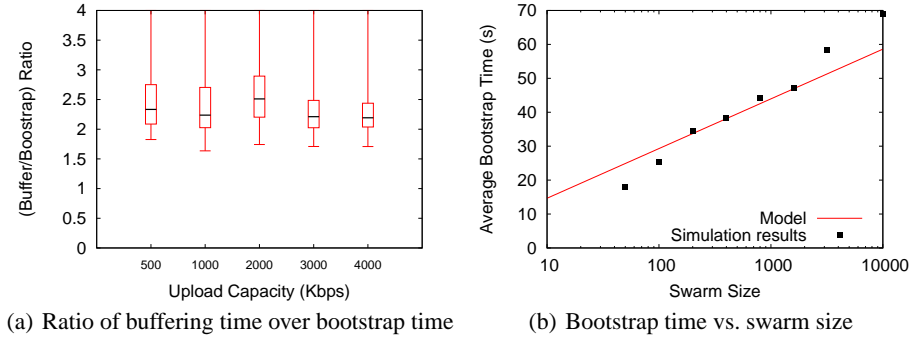 4
3.5
3
2.5
2
1.5
1
0.5
0
(Buffer/Boostrap) Ratio
500 1000 2000 3000 4000
Upload Capacity (Kbps)
(a) Ratio of buffering time over bootstrap time
70
60
50
40
30
20
10
0
Average Bootstrap Time (s)
Model
Simulation results
10 100 1000 10000
Swarm Size
(b) Bootstrap time vs. swarm size